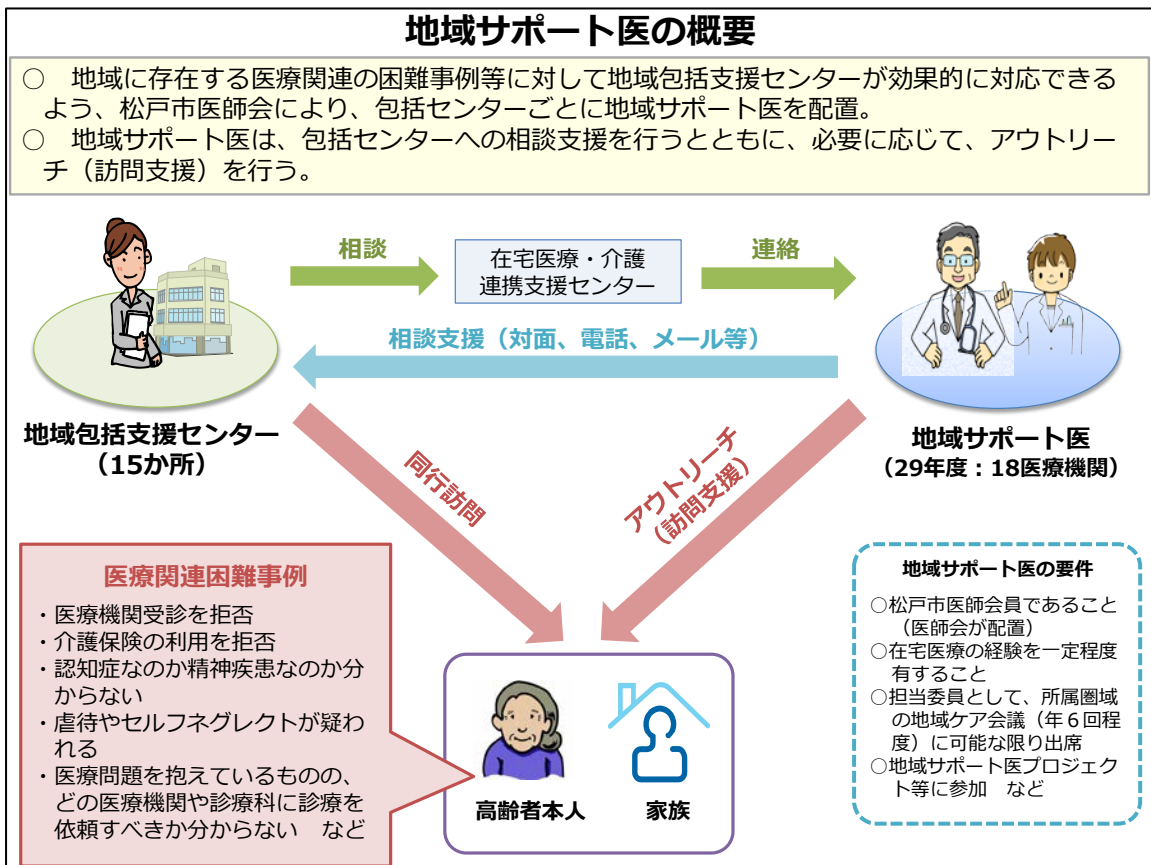 地域サポート医の概要
○　地域に存在する医療関連の困難事例等に対して地域包括支援センターが効果的に対応できる
よう、松戸市医師会により、包括センターごとに地域サポート医を配置。
○　地域サポート医は、包括センターへの相談支援を行うとともに、必要に応じて、アウトリー
チ（訪問支援）を行う。
相談
在宅医療・介護
連携支援センター
連絡
相談支援（対面、電話、メール等）
地域包括支援センター
（15か所）
地域サポート医
（29年度：18医療機関）
同行訪問
アウトリーチ
（訪問支援）
医療関連困難事例
・医療機関受診を拒否
・介護保険の利用を拒否
・認知症なのか精神疾患なのか分
からない
・虐待やセルフネグレクトが疑わ
れる
・医療問題を抱えているものの、
どの医療機関や診療科に診療を
依頼すべきか分からない　など
高齢者本人
家族
地域サポート医の要件
○松戸市医師会員であること
（医師会が配置）
○在宅医療の経験を一定程度
有すること
○担当委員として、所属圏域
の地域ケア会議（年６回程
度）に可能な限り出席
○地域サポート医プロジェク
ト等に参加　など